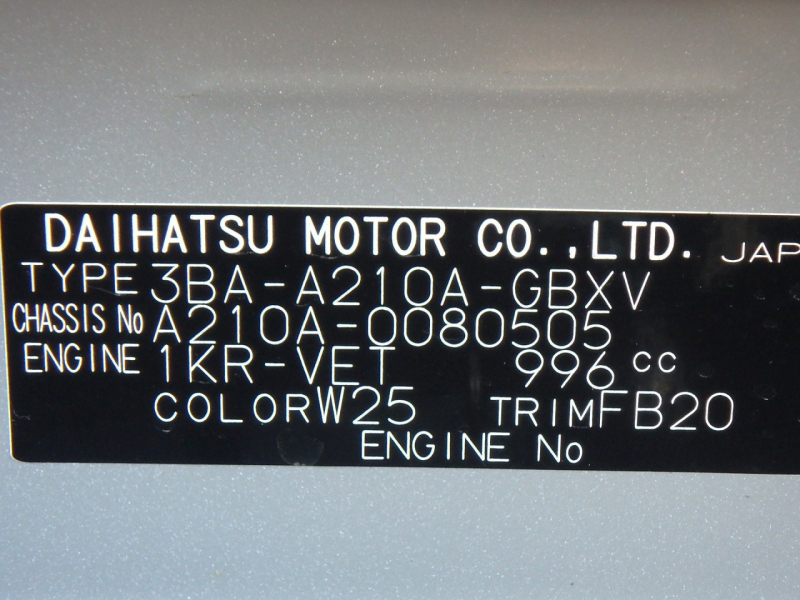 DAIHATSU MOTOR CO.,LTD. JAP
TYPE 3BA-A210A-GBXV
CHASSIS No A210A-0080505
ENGINE 1KR-VET 996 cc
COLOR W25 TRIM FB20
ENGINE No